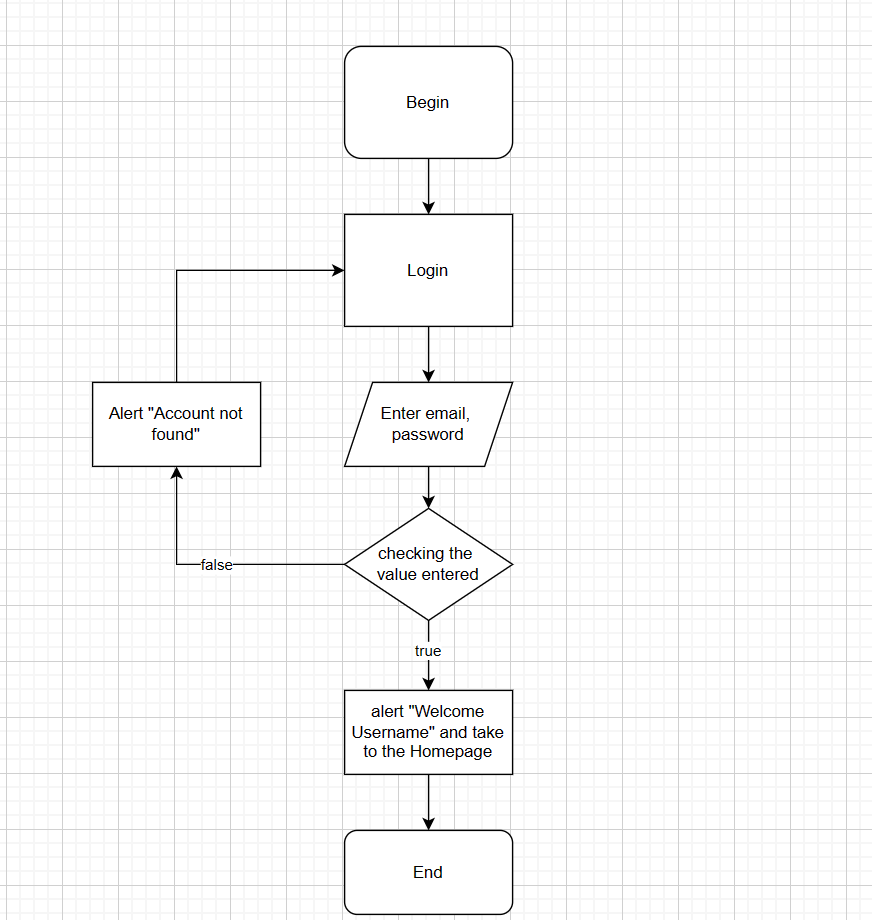 Begin
Login
Alert "Account not
found"
Enter email,
password
checking the
value entered
false
true
alert "Welcome
Username" and take
to the Homepage
End